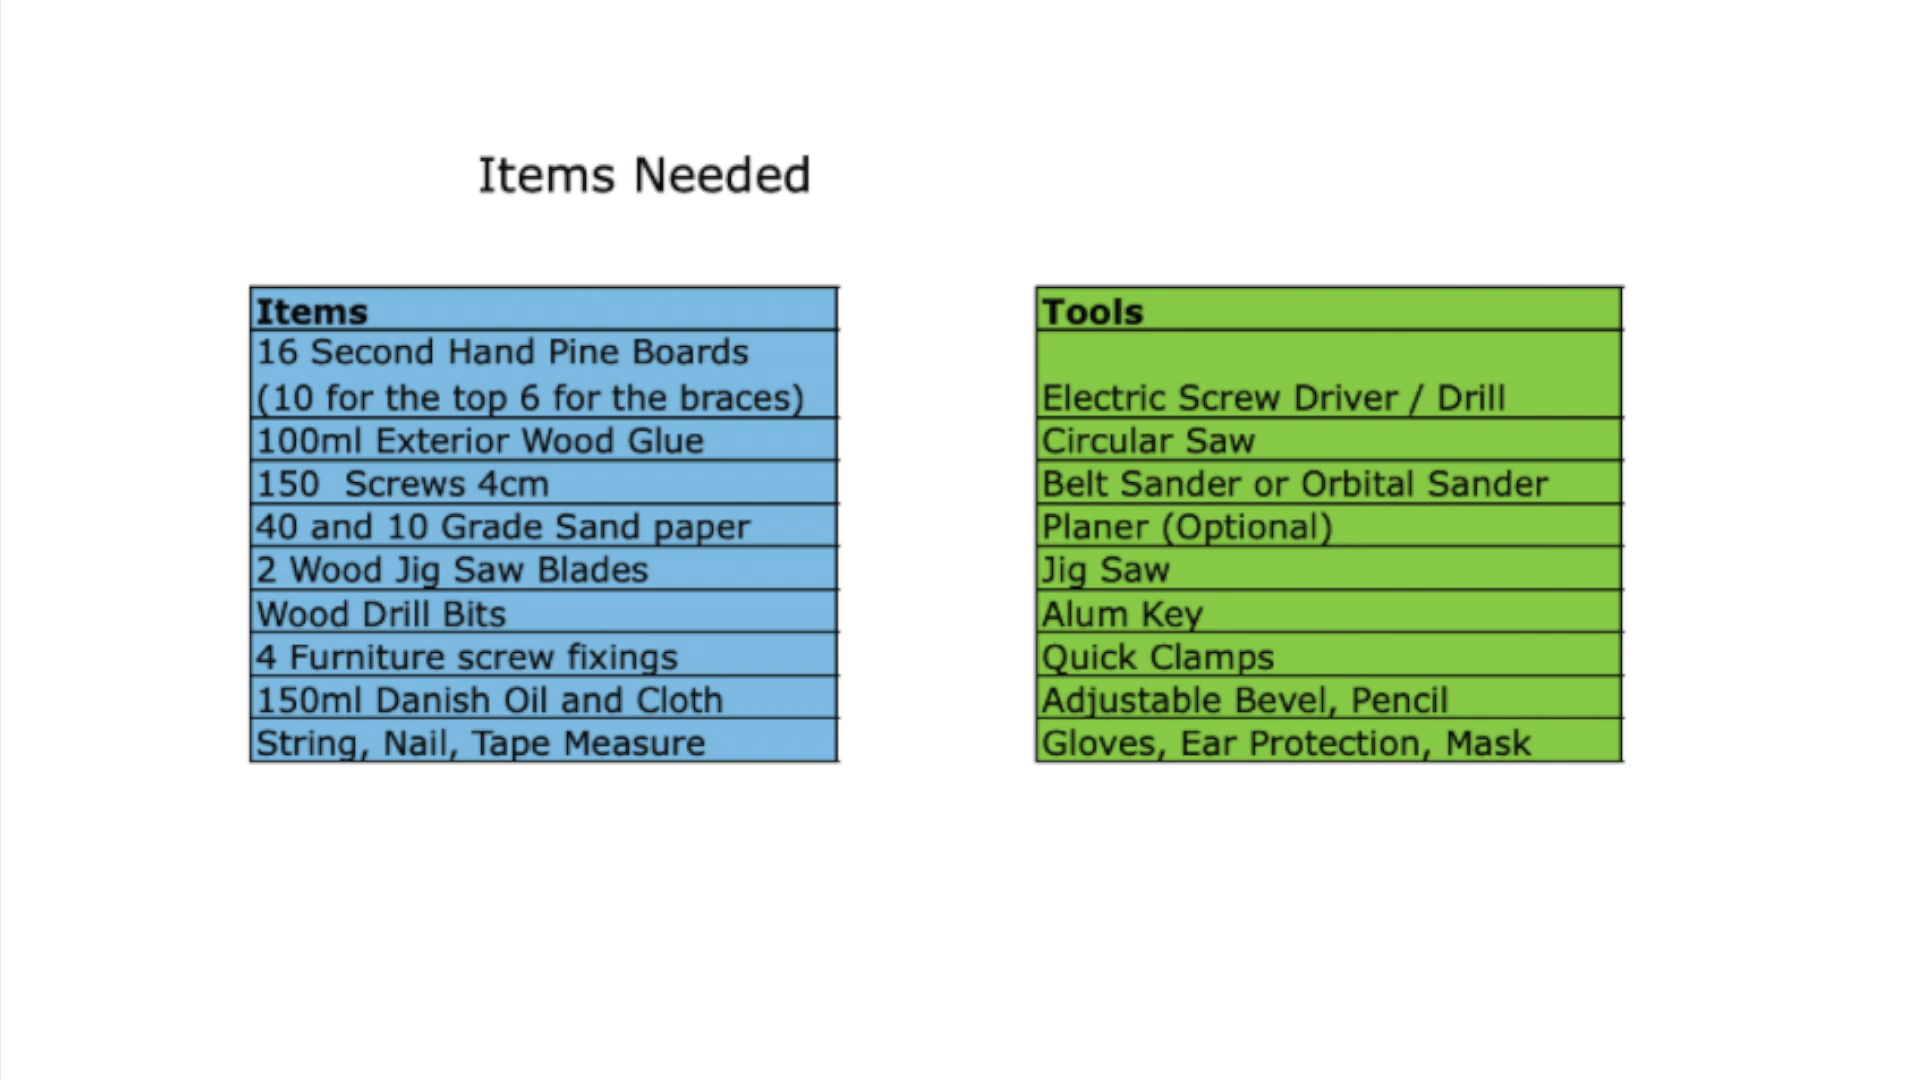 Items Needed
Items
16 Second Hand Pine Boards
(10 for the top 6 for the braces)
100ml Exterior Wood Glue
150  Screws 4cm
40 and 10 Grade Sand paper
2 Wood Jig Saw Blades
Wood Drill Bits
4 Furniture screw fixings
150ml Danish Oil and Cloth
String, Nail, Tape Measure
Tools
Electric Screw Driver / Drill
Circular Saw
Belt Sander or Orbital Sander
Planer (Optional)
Jig Saw
Alum Key
Quick Clamps
Adjustable Bevel, Pencil
Gloves, Ear Protection, Mask